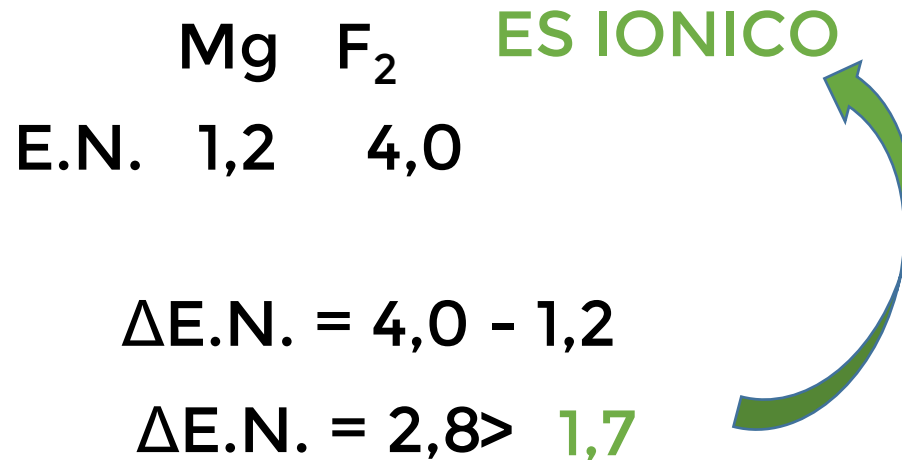 Mg F₂ ES IONICO
E.N. 1,2 4,0
ΔE.N. = 4,0 - 1,2
ΔE.N. = 2,8> 1,7